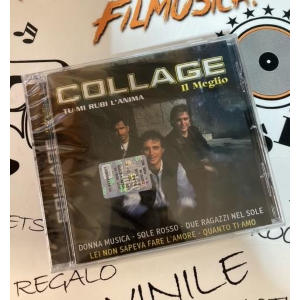 FILMUSICA
COLLAGE
TU MI RUBI L'ANIMA
Il Meglio
DONNA MUSICA - SOLE ROSSO - DUE RAGAZZI NEL SOLE
LEI NON SAPEVA FARE L'AMORE - QUANTO TI AMO
ETS
REGALO
VINILE